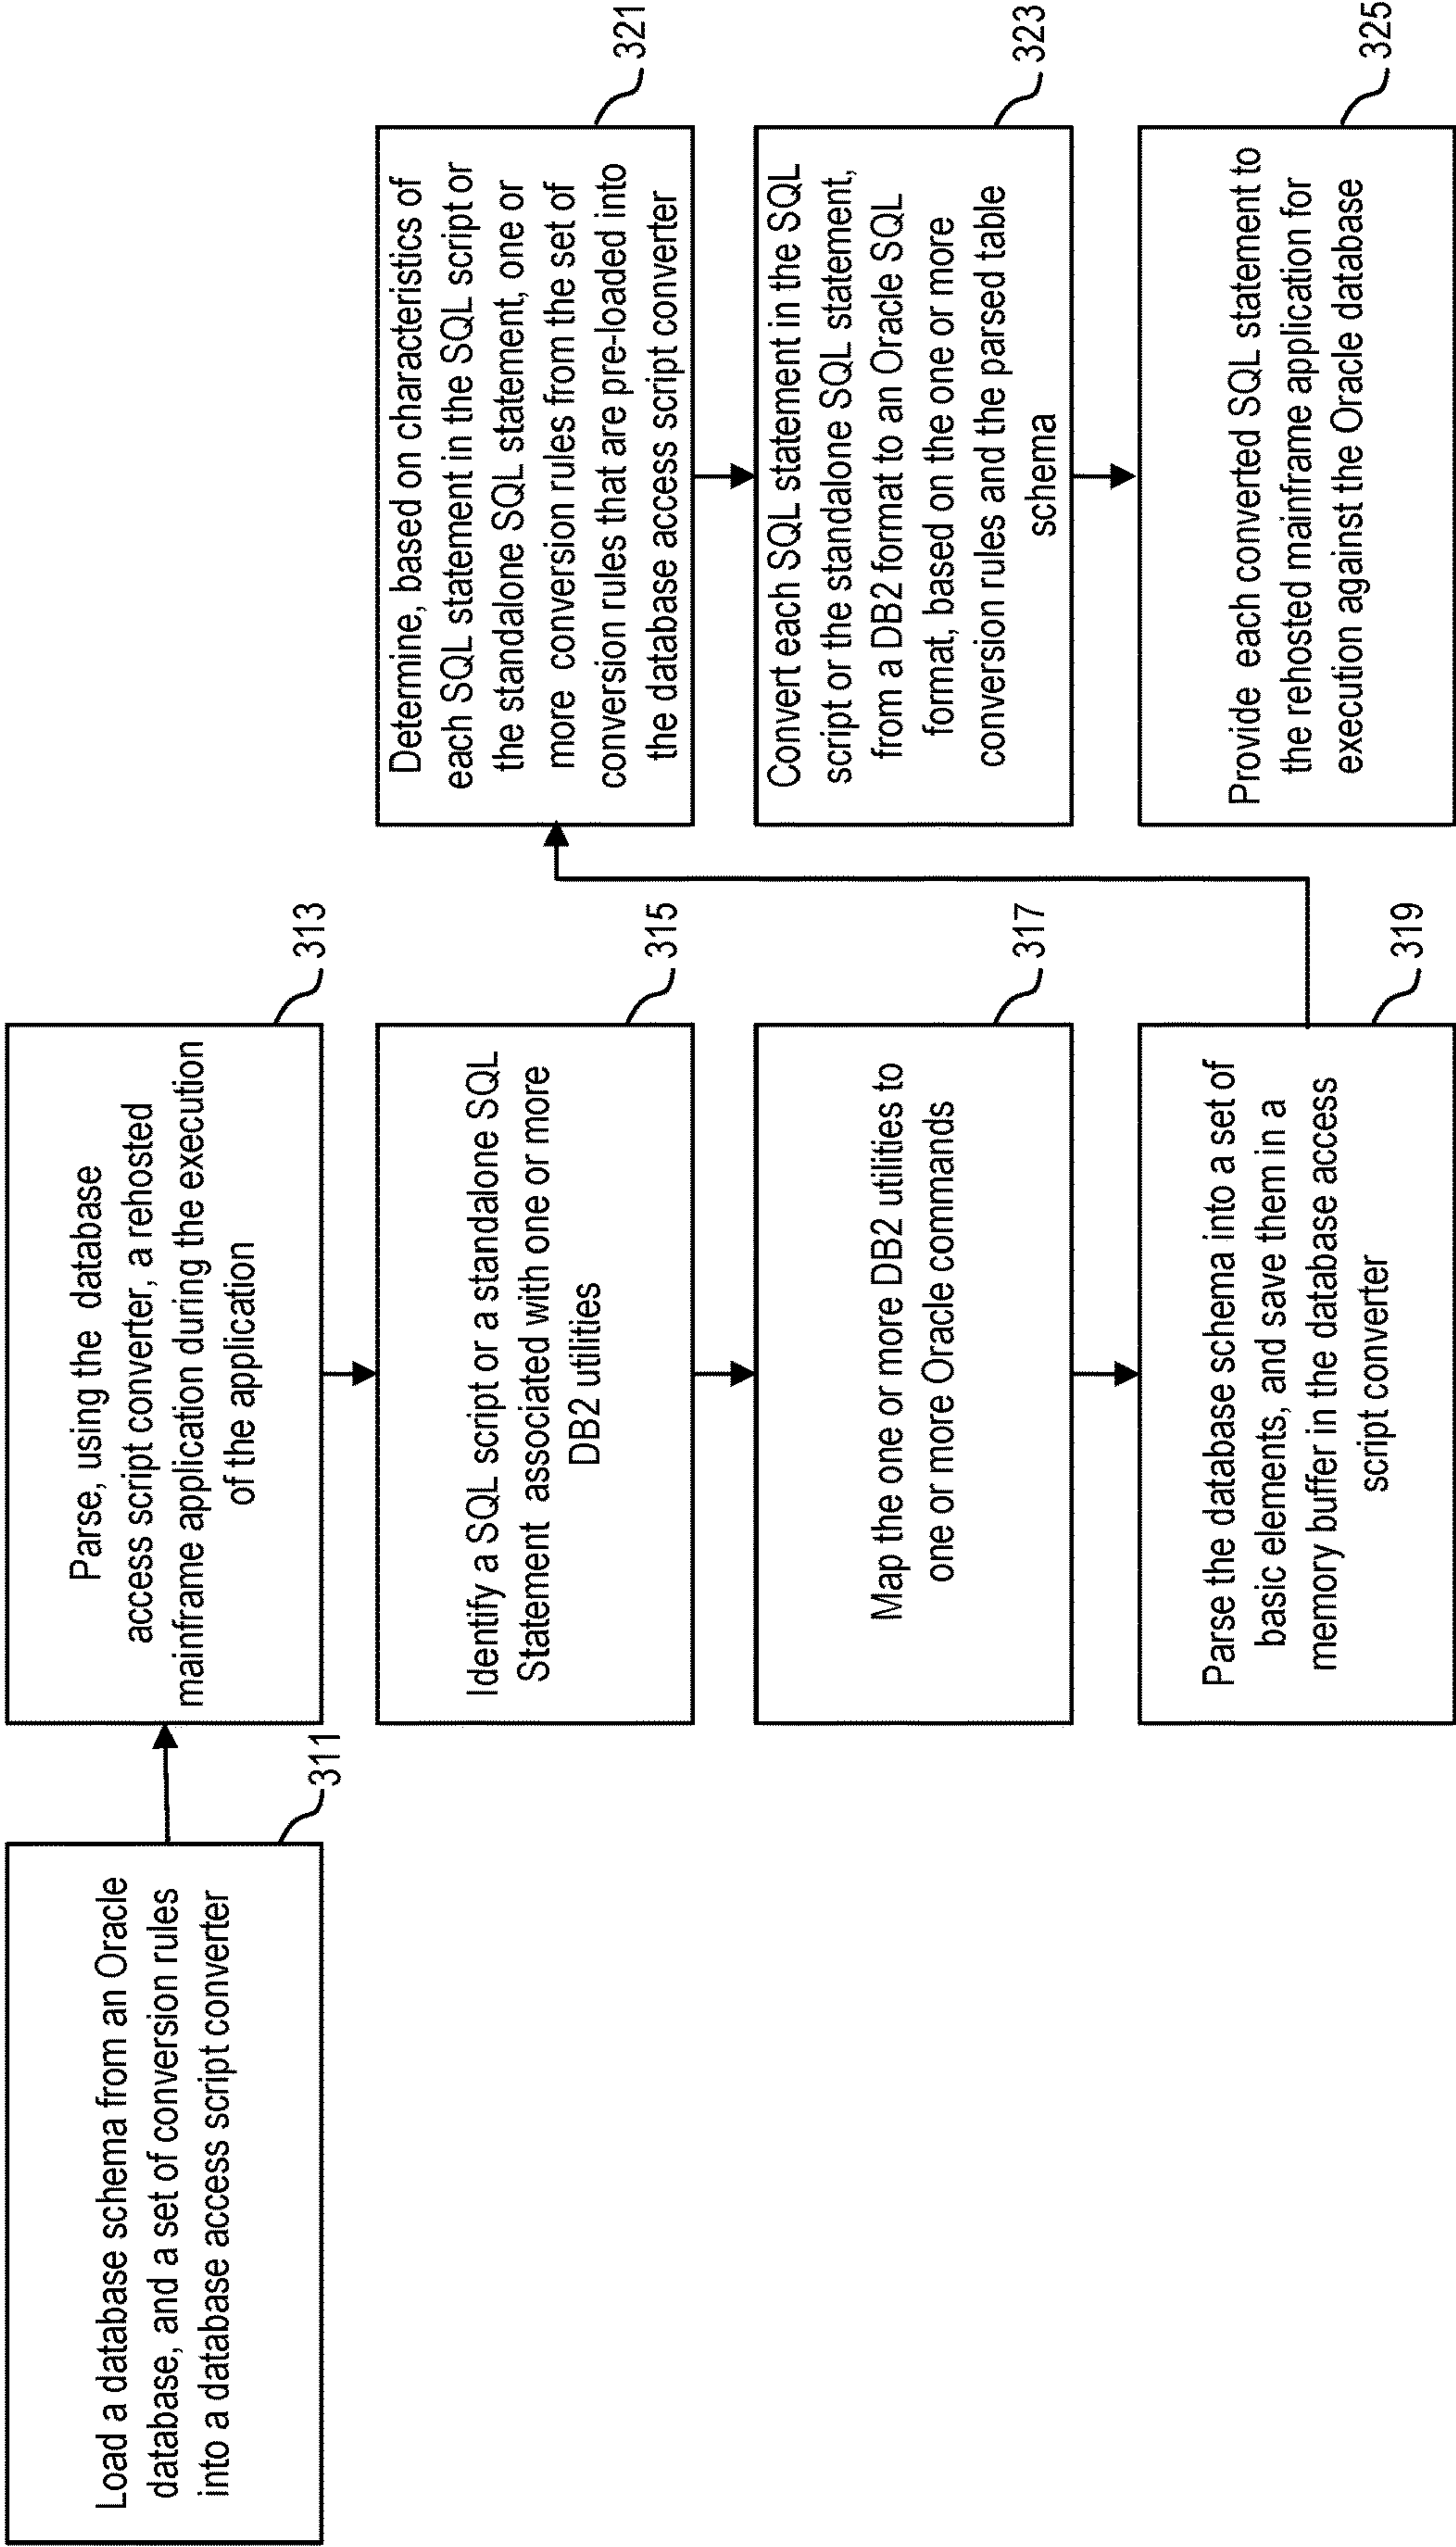 Load a database schema from an Oracle
database, and a set of conversion rules
into a database access script converter
311
Parse, using the database
access script converter, a rehosted
mainframe application during the execution
of the application
313
Identify a SQL script or a standalone SQL
Statement associated with one or more
DB2 utilities
315
Map the one or more DB2 utilities to
one or more Oracle commands
317
Parse the database schema into a set of
basic elements, and save them in a
memory buffer in the database access
script converter
319
Determine, based on characteristics of
each SQL statement in the SQL script or
the standalone SQL statement, one or
more conversion rules from the set of
conversion rules that are pre-loaded into
the database access script converter
321
Convert each SQL statement in the SQL
script or the standalone SQL statement,
from a DB2 format to an Oracle SQL
format, based on the one or more
conversion rules and the parsed table
schema
323
Provide each converted SQL statement to
the rehosted mainframe application for
execution against the Oracle database
325